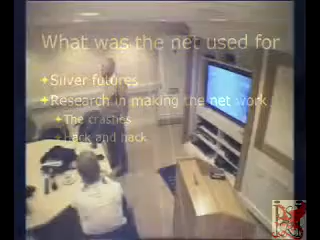 What was the net used for
Silver futures
Research in making the net work
The crashes
Hack and hack